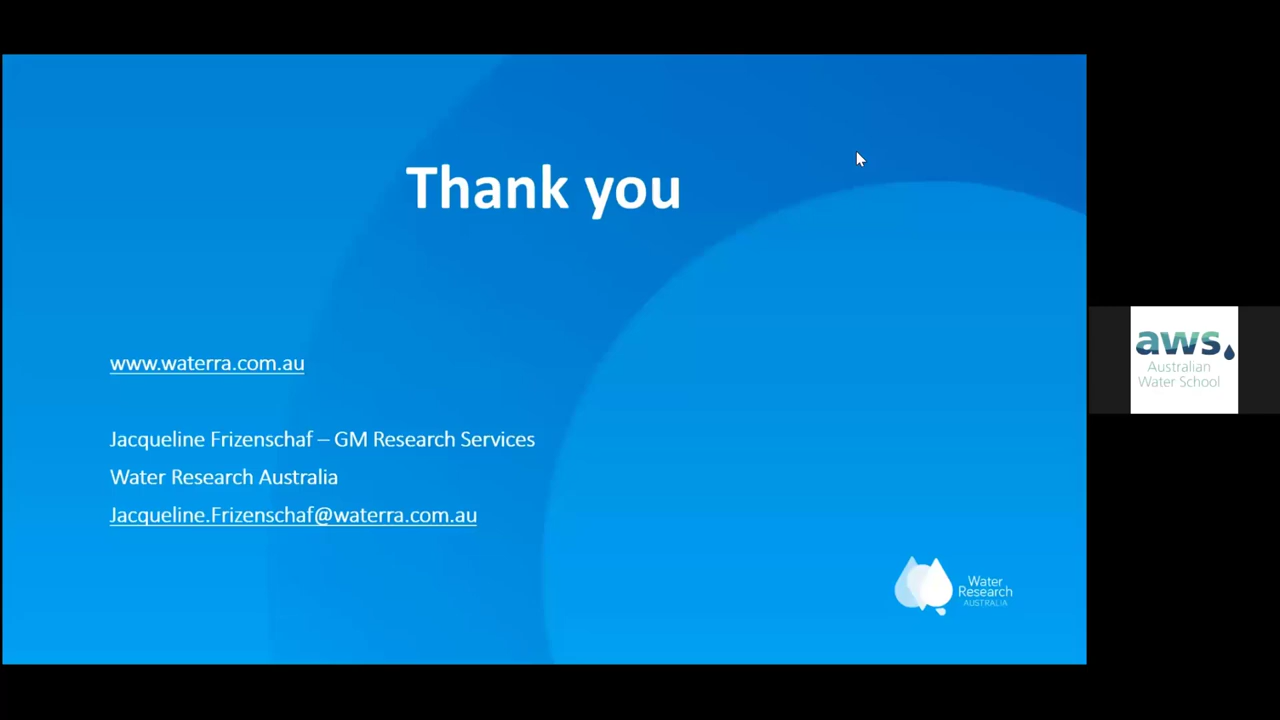 Thank you
www.waterra.com.au
Jacqueline Frizenschaf – GM Research Services
Water Research Australia
Jacqueline.Frizenschaf@waterra.com.au
Water
Research
AUSTRALIA
aws
Australian
Water School